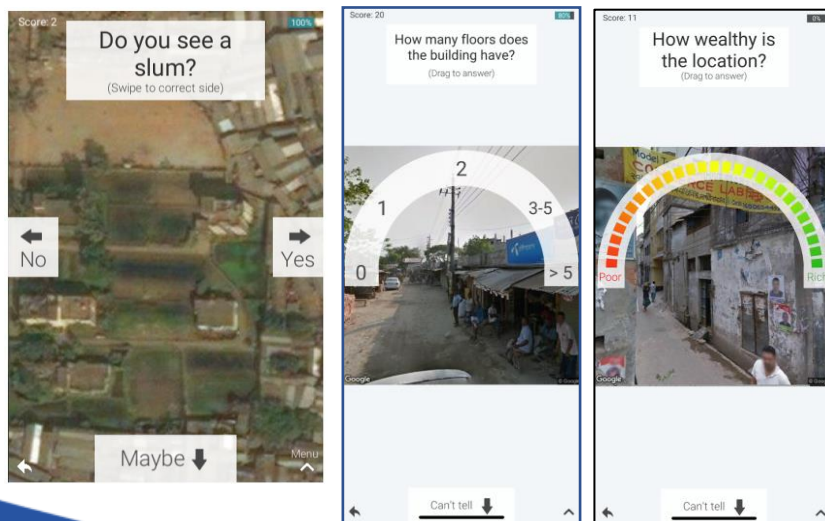 Score: 2
100%
Do you see a
slum?
(Swipe to correct side)
No
Yes
Maybe
Menu
Score: 20
80%
How many floors does
the building have?
(Drag to answer)
0
1
2
3-5
> 5
Google
Can't tell
Score: 11
0%
How wealthy is
the location?
(Drag to answer)
Poor
Rich
Google
Can't tell